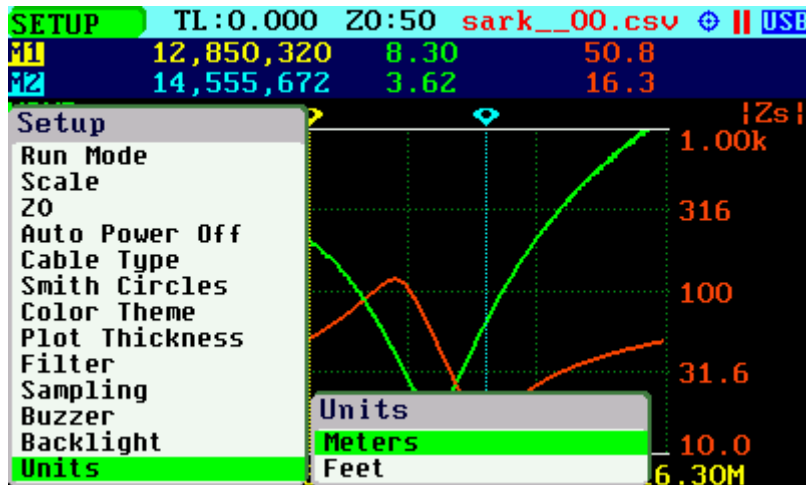 SETUP TL:0.000 Z0:50 sark__00.csv USB
M1 12,850,320 8.30 50.8
M2 14,555,672 3.62 16.3
|Zs|
Setup
Run Mode
Scale
Z0
Auto Power Off
Cable Type
Smith Circles
Color Theme
Plot Thickness
Filter
Sampling
Buzzer
Backlight
Units
Units
Meters
Feet
1.00k
316
100
31.6
10.0
6.30M